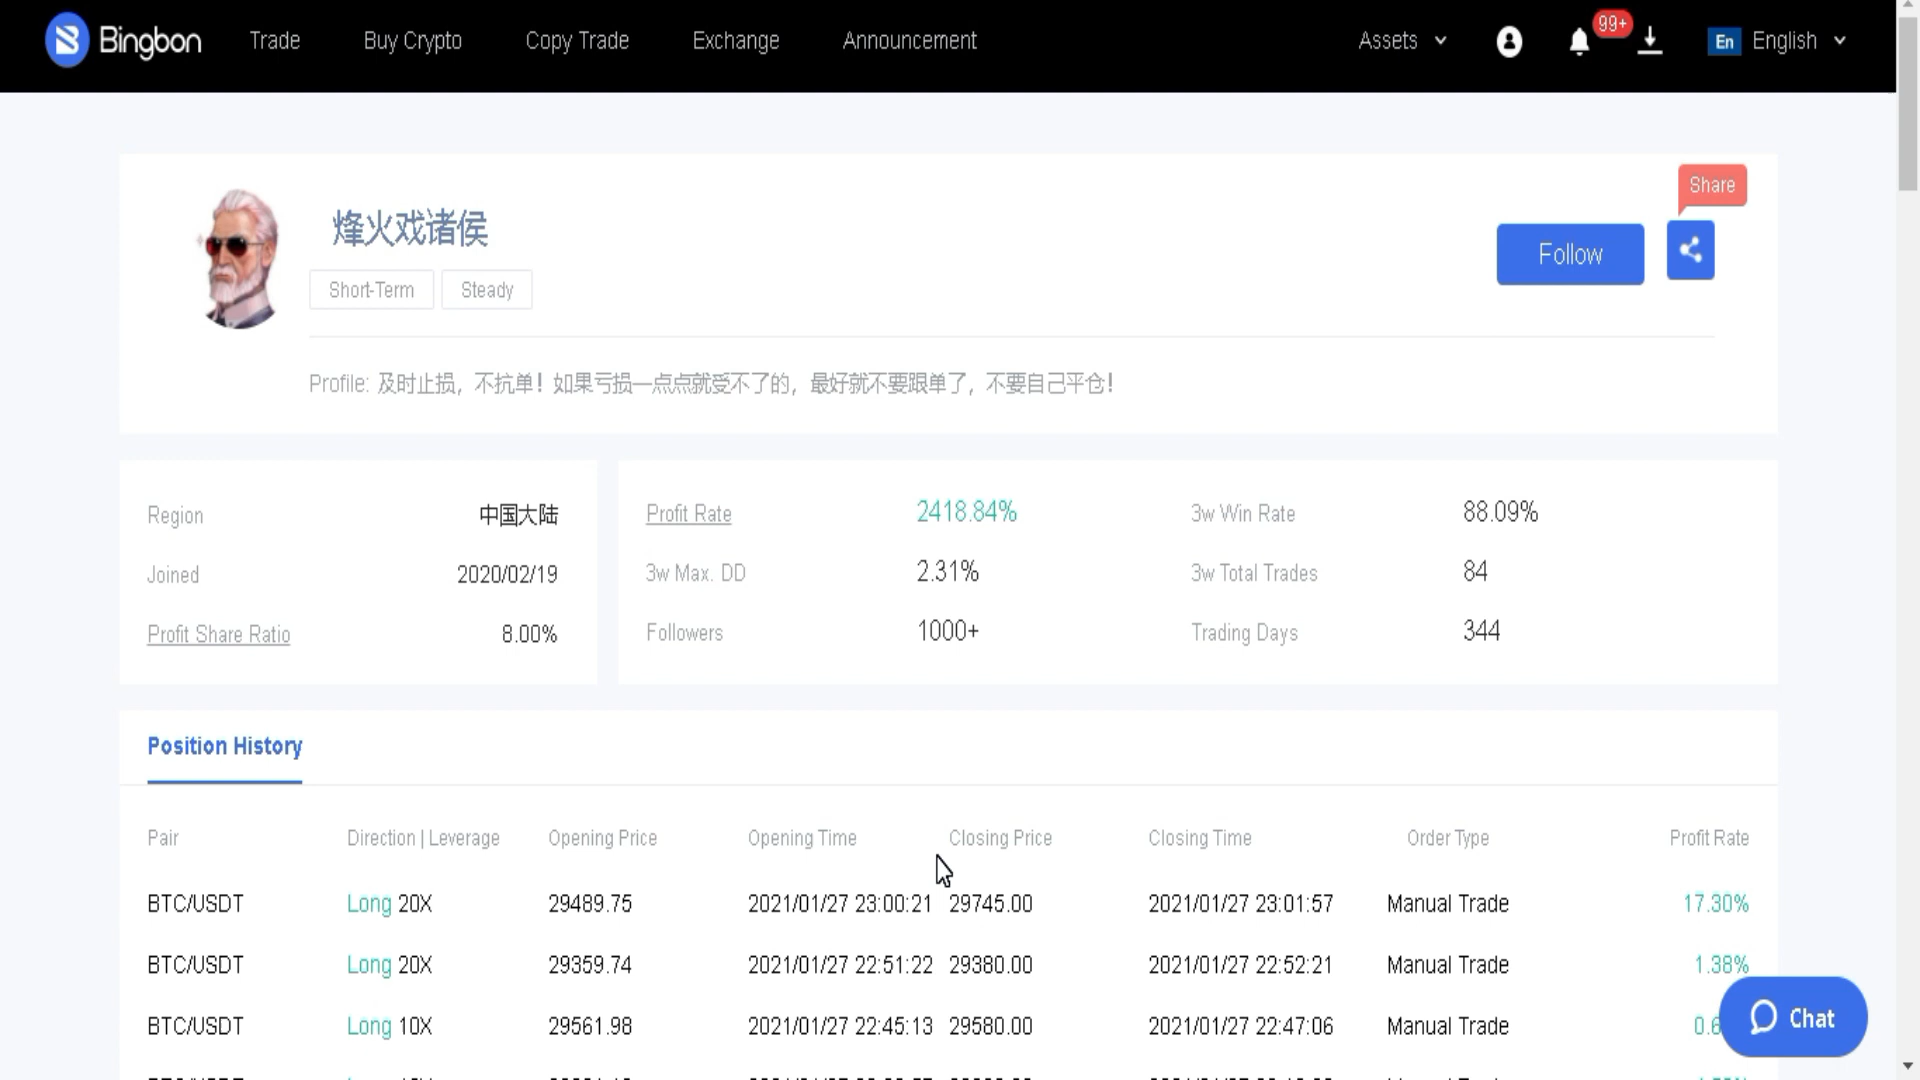 Bingbon Trade Buy Crypto Copy Trade Exchange Announcement Assets 99+ En English
Share
烽火戏诸侯
Follow
Short-Term Steady
Profile: 及时止损，不抗单！如果亏损一点点就受不了的，最好就不要跟单了，不要自己平仓！
Region 中国大陆
Joined 2020/02/19
Profit Share Ratio 8.00%
Profit Rate 2418.84% 3w Win Rate 88.09%
3w Max. DD 2.31% 3w Total Trades 84
Followers 1000+ Trading Days 344
Position History
Pair Direction | Leverage Opening Price Opening Time Closing Price Closing Time Order Type Profit Rate
BTC/USDT Long 20X 29489.75 2021/01/27 23:00:21 29745.00 2021/01/27 23:01:57 Manual Trade 17.30%
BTC/USDT Long 20X 29359.74 2021/01/27 22:51:22 29380.00 2021/01/27 22:52:21 Manual Trade 1.38%
BTC/USDT Long 10X 29561.98 2021/01/27 22:45:13 29580.00 2021/01/27 22:47:06 Manual Trade
Chat